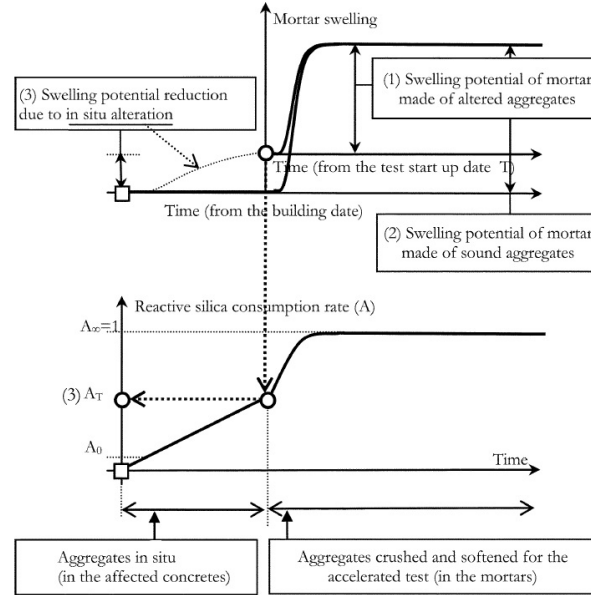 Mortar swelling
(3) Swelling potential reduction
due to in situ alteration
(1) Swelling potential of mortar
made of altered aggregates
Time (from the test start up date T)
Time (from the building date)
(2) Swelling potential of mortar
made of sound aggregates
Reactive silica consumption rate (A)
A∞=1
(3) A_T
A_0
Time
Aggregates in situ
(in the affected concretes)
Aggregates crushed and softened for the
accelerated test (in the mortars)